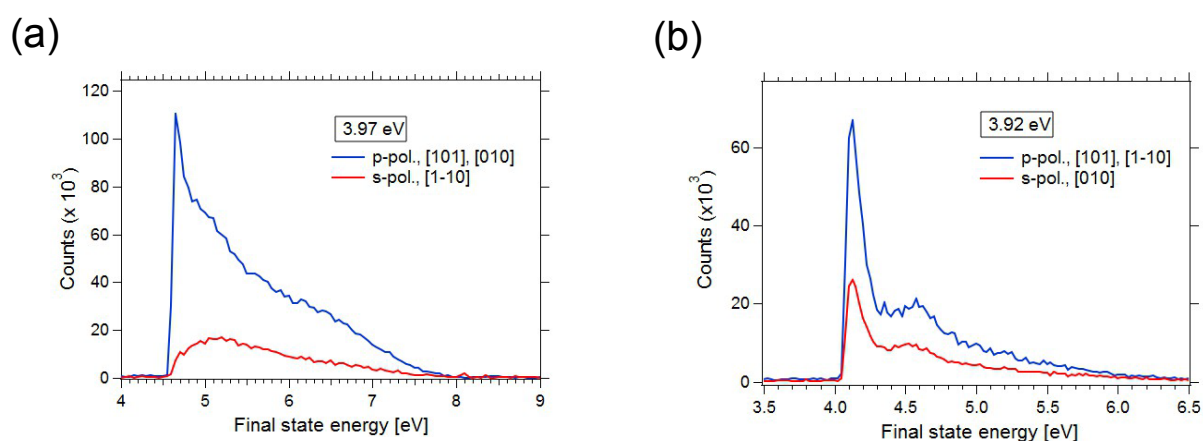 (a)
120
100
80
60
40
20
0
Counts (x 10³)
3.97 eV
p-pol., [101], [010]
s-pol., [1-10]
4 5 6 7 8 9
Final state energy [eV]
(b)
60
40
20
0
Counts (x10³)
3.92 eV
p-pol., [101], [1-10]
s-pol., [010]
3.5 4.0 4.5 5.0 5.5 6.0 6.5
Final state energy [eV]